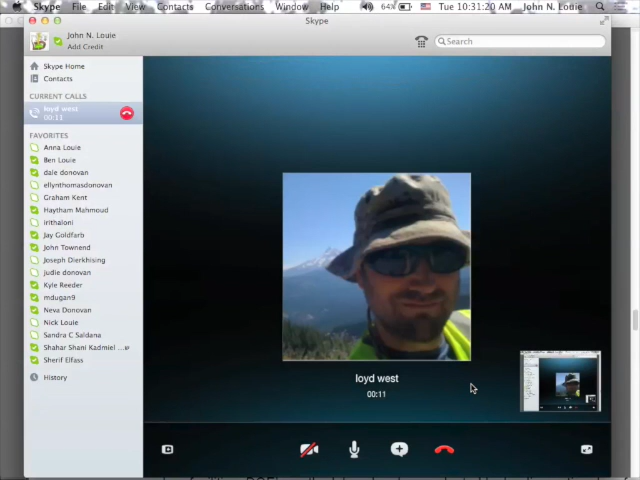 Skype File Edit View Contacts Conversations Window Help 64% Tue 10:31:20 AM John N. Louie
Skype
John N. Louie
Add Credit
Search
Skype Home
Contacts
CURRENT CALLS
loyd west
00:11
FAVORITES
Anna Louie
Ben Louie
dale donovan
ellynthomasdonovan
Graham Kent
Haytham Mahmoud
irithaloni
Jay Goldfarb
John Townend
Joseph Dierkhising
judie donovan
Kyle Reeder
mdugan9
Neva Donovan
Nick Louie
Sandra C Saldana
Shahar Shani Kadmiel ...
Sherif Elfass
History
loyd west
00:11